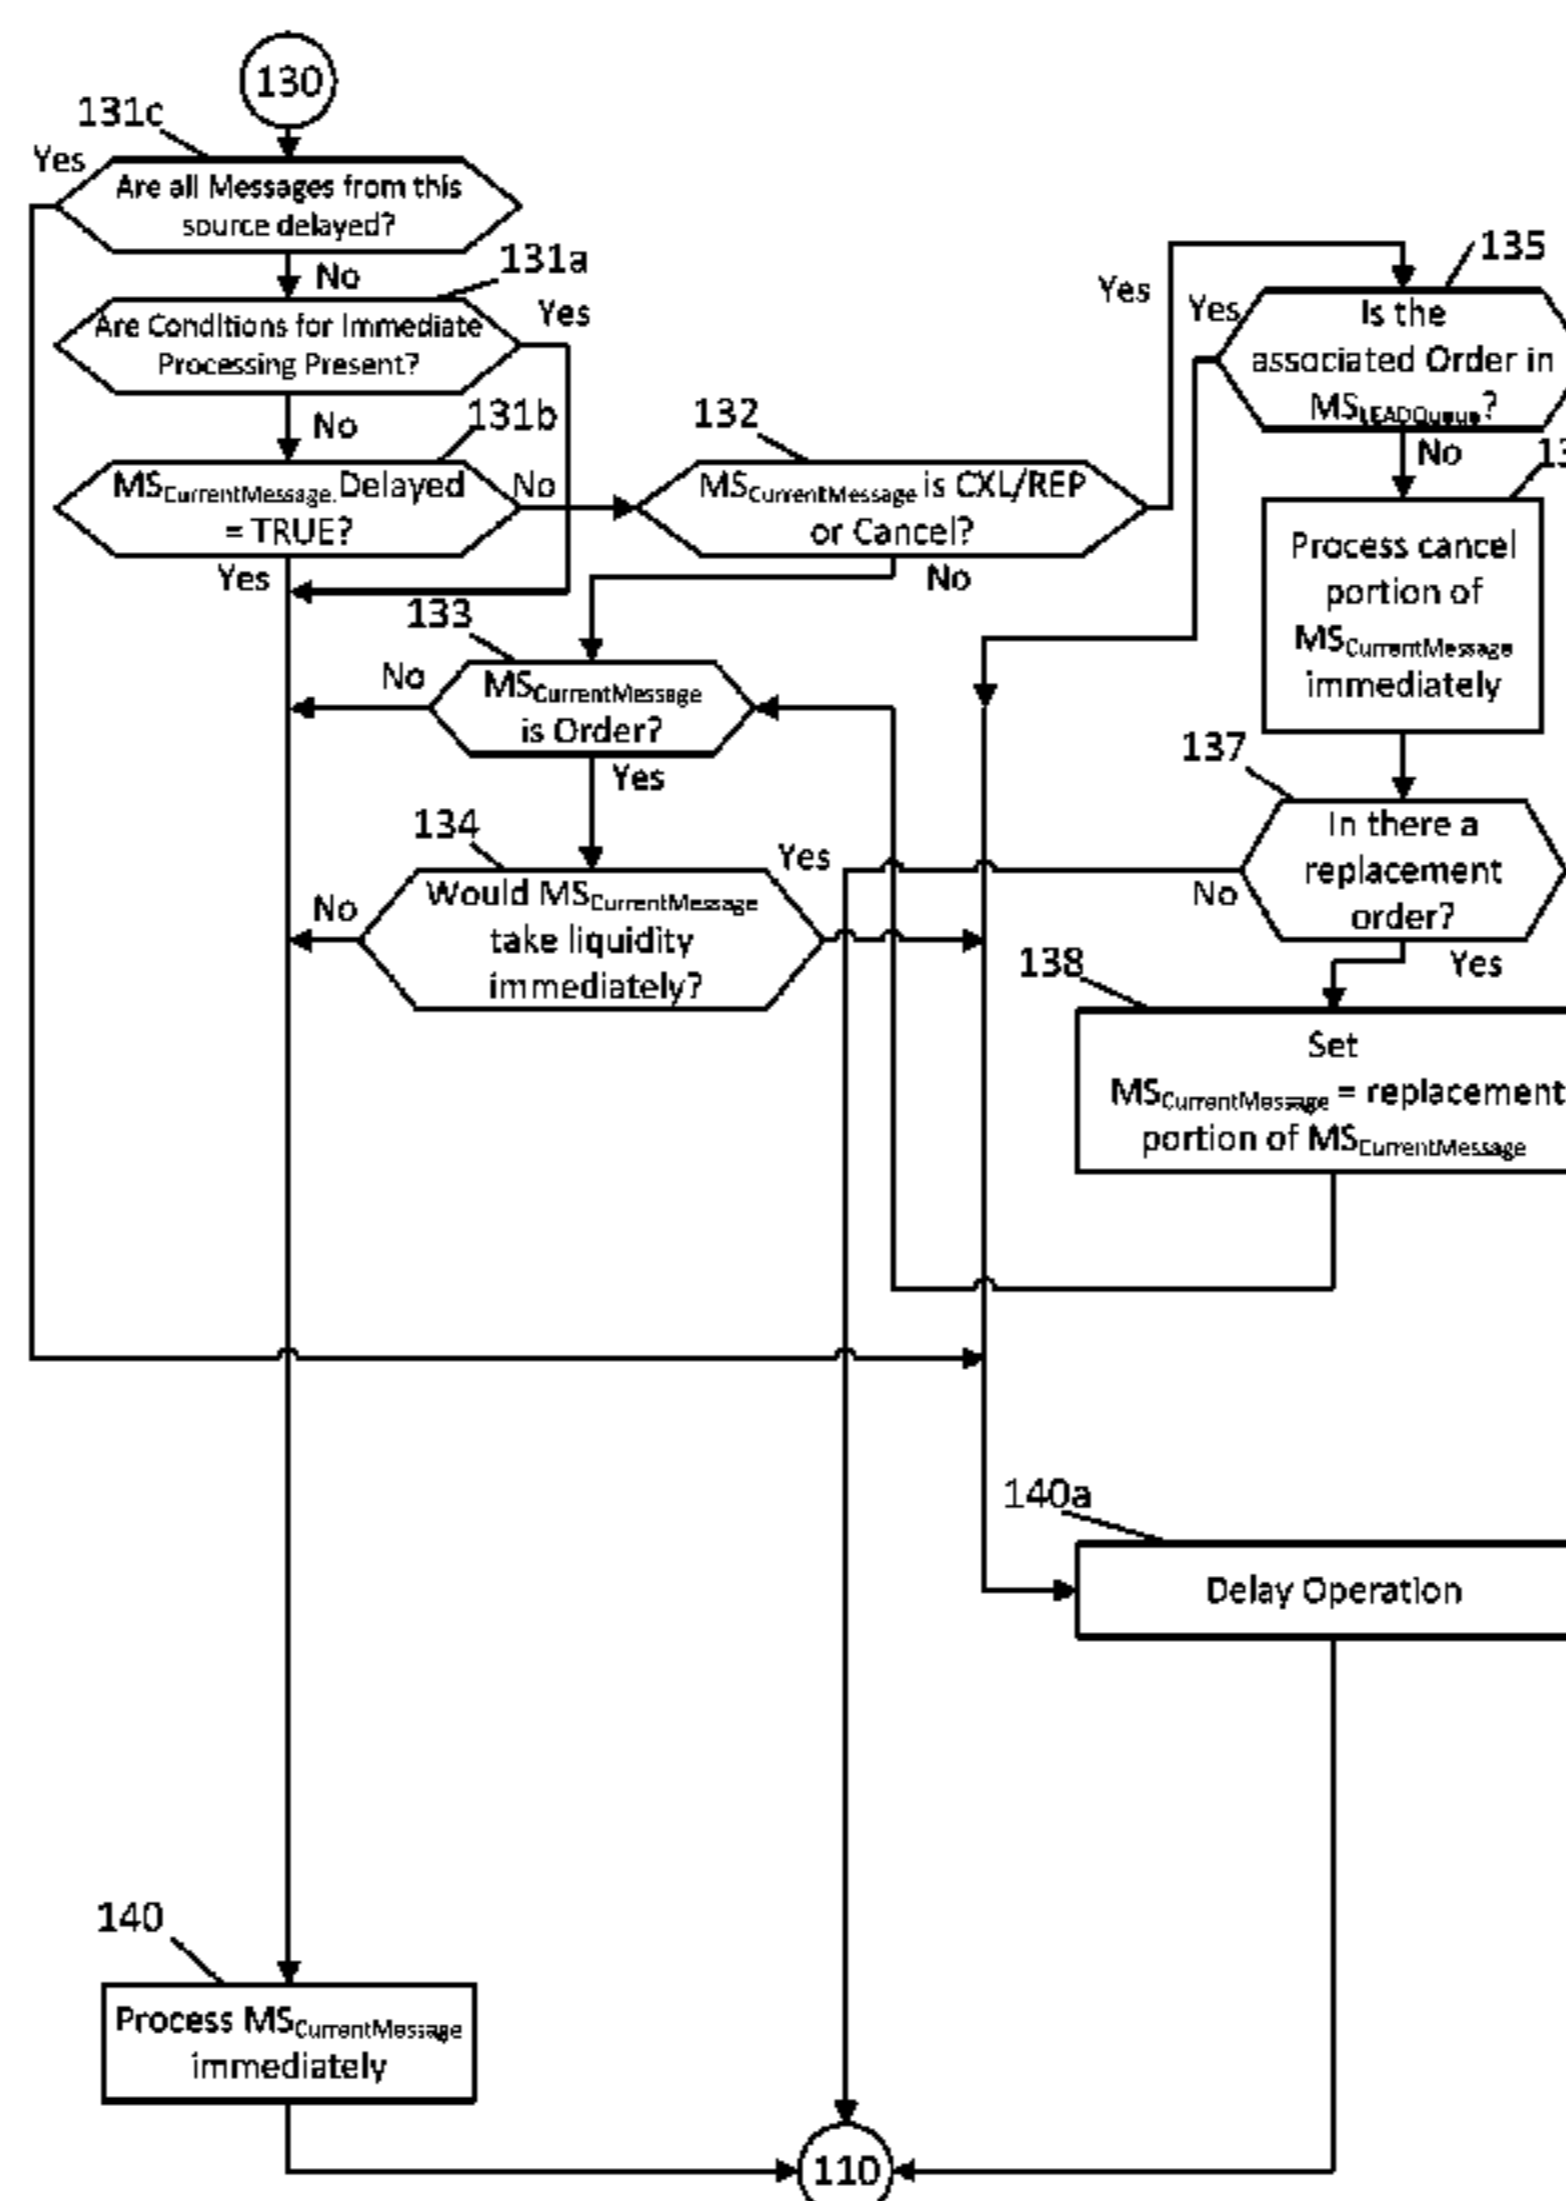 130
131c
Yes
Are all Messages from this
source delayed?
No
131a
Are Conditions for Immediate
Processing Present?
Yes
No
131b
MSCurrentMessage.Delayed
= TRUE?
No
Yes
132
MSCurrentMessage is CXL/REP
or Cancel?
Yes
No
133
MSCurrentMessage
is Order?
No
Yes
134
Would MSCurrentMessage
take liquidity
immediately?
No
Yes
135
Yes
Is the
associated Order in
MSLEADQueue?
No
Process cancel
portion of
MSCurrentMessage
immediately
137
In there a
replacement
order?
No
Yes
138
Set
MSCurrentMessage = replacement
portion of MSCurrentMessage
140a
Delay Operation
140
Process MSCurrentMessage
immediately
110